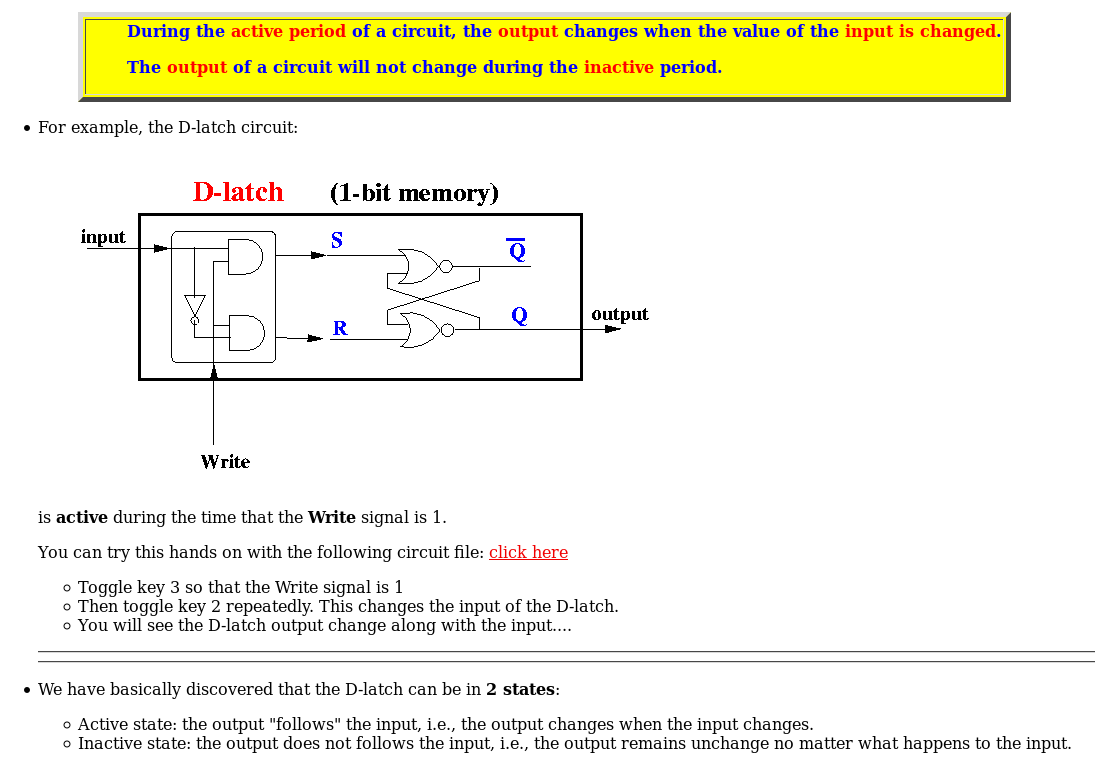 During the active period of a circuit, the output changes when the value of the input is changed.
The output of a circuit will not change during the inactive period.
For example, the D-latch circuit:
D-latch (1-bit memory)
input
S
Q
R
Q
output
Write
is active during the time that the Write signal is 1.
You can try this hands on with the following circuit file: click here
Toggle key 3 so that the Write signal is 1
Then toggle key 2 repeatedly. This changes the input of the D-latch.
You will see the D-latch output change along with the input....
We have basically discovered that the D-latch can be in 2 states:
Active state: the output "follows" the input, i.e., the output changes when the input changes.
Inactive state: the output does not follows the input, i.e., the output remains unchange no matter what happens to the input.